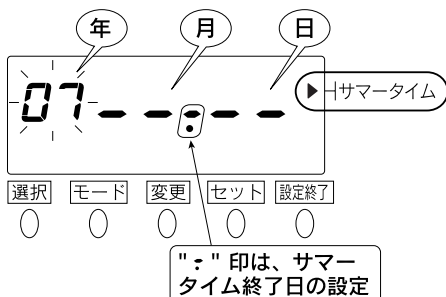 年 月 日
07 - - : - - ▶サマータイム
選択 モード 変更 セット 設定終了
":" 印は、サマー
タイム終了日の設定